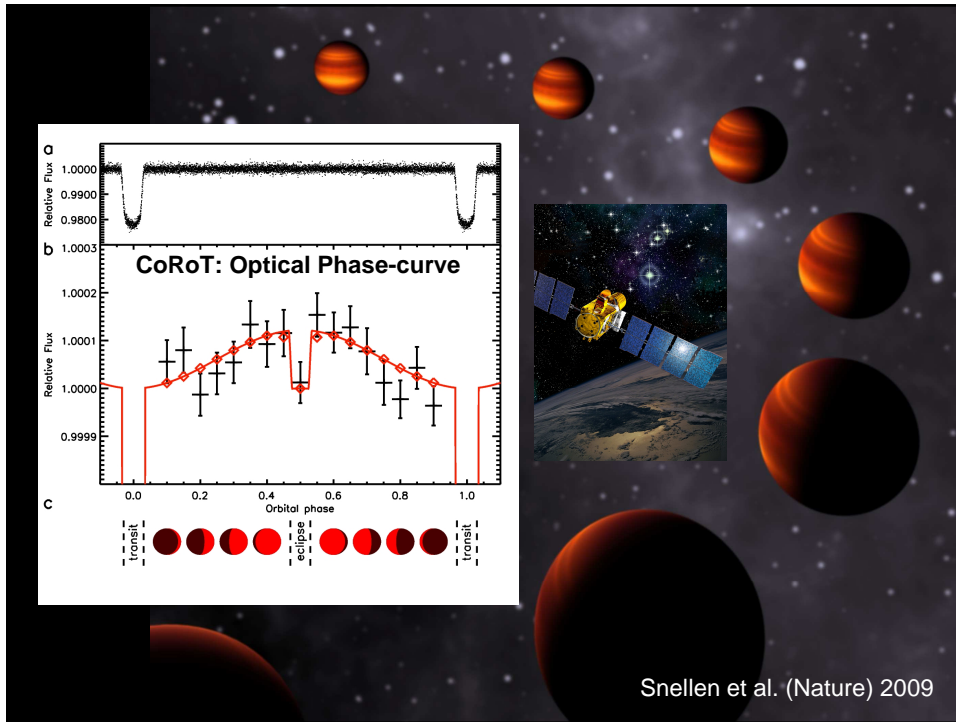 a
1.0000
0.9900
0.9800
Relative Flux
b
CoRoT: Optical Phase-curve
1.0003
1.0002
1.0001
1.0000
0.9999
Relative Flux
0.0 0.2 0.4 0.6 0.8 1.0
Orbital phase
c
transit
eclipse
transit
Snellen et al. (Nature) 2009